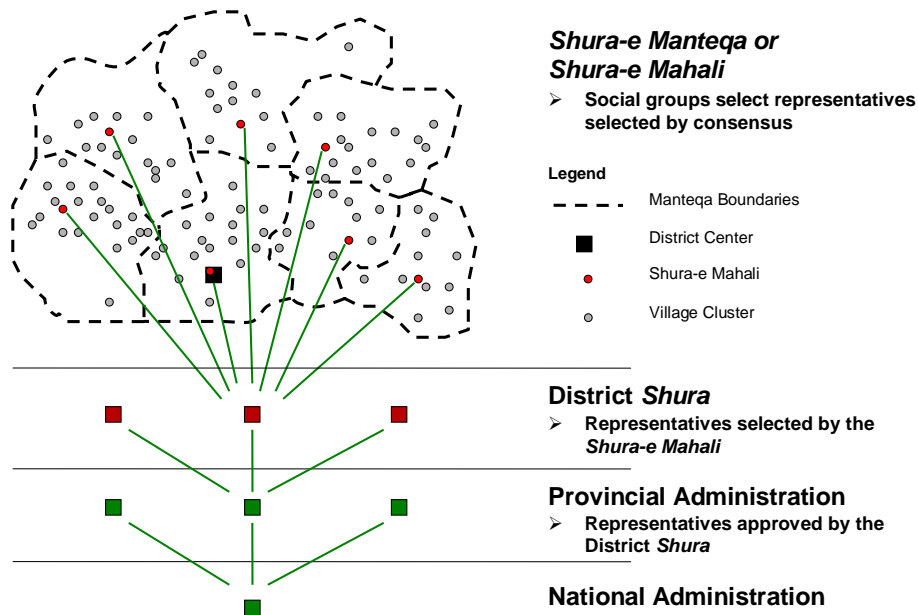 Shura-e Manteqa or
Shura-e Mahali
➢ Social groups select representatives
selected by consensus
Legend
Manteqa Boundaries
District Center
Shura-e Mahali
Village Cluster
District Shura
➢ Representatives selected by the
Shura-e Mahali
Provincial Administration
➢ Representatives approved by the
District Shura
National Administration